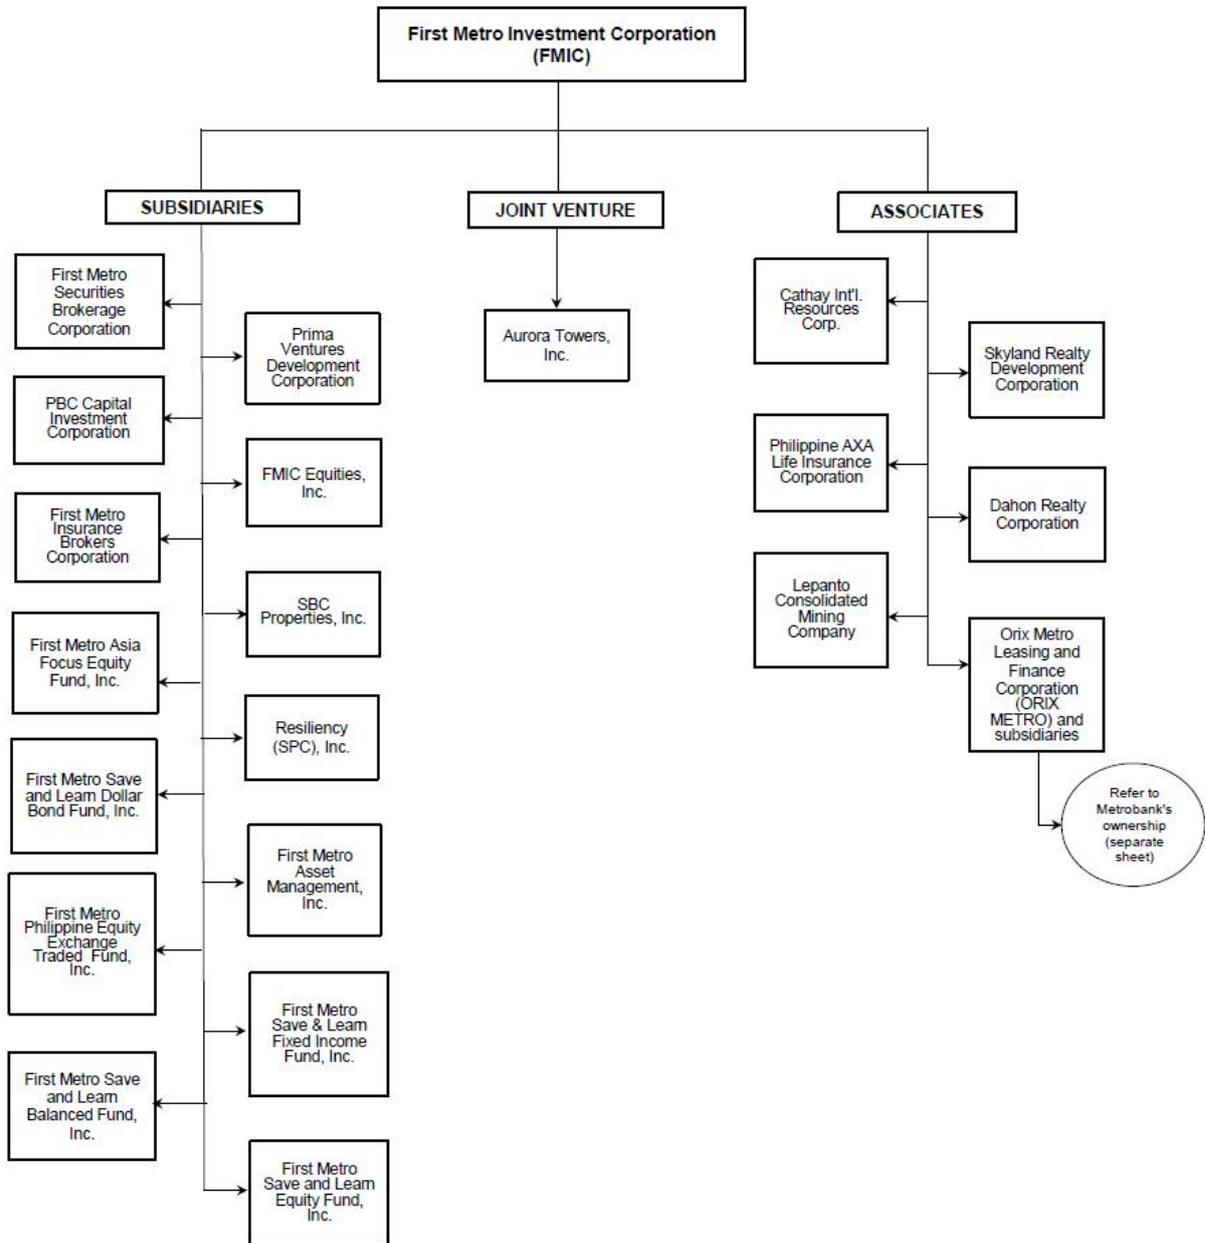 First Metro Investment Corporation
(FMIC)
SUBSIDIARIES
First Metro
Securities
Brokerage
Corporation
Prima
Ventures
Development
Corporation
PBC Capital
Investment
Corporation
FMIC Equities,
Inc.
First Metro
Insurance
Brokers
Corporation
SBC
Properties, Inc.
First Metro Asia
Focus Equity
Fund, Inc.
Resiliency
(SPC), Inc.
First Metro Save
and Learn Dollar
Bond Fund, Inc.
First Metro
Asset
Management,
Inc.
First Metro
Philippine Equity
Exchange
Traded Fund,
Inc.
First Metro
Save & Learn
Fixed Income
Fund, Inc.
First Metro Save
and Learn
Balanced Fund,
Inc.
First Metro
Save and Learn
Equity Fund,
Inc.
JOINT VENTURE
Aurora Towers,
Inc.
ASSOCIATES
Cathay Int'l.
Resources
Corp.
Skyland Realty
Development
Corporation
Philippine AXA
Life Insurance
Corporation
Dahon Realty
Corporation
Lepanto
Consolidated
Mining
Company
Orix Metro
Leasing and
Finance
Corporation
(ORIX
METRO) and
subsidiaries
Refer to
Metrobank's
ownership
(separate
sheet)